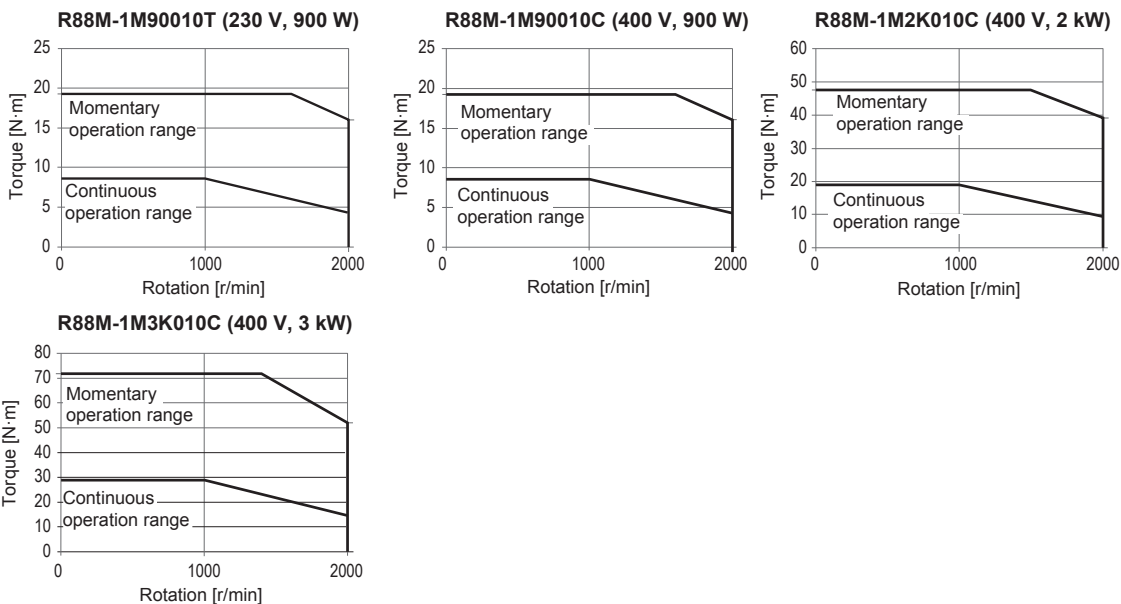 R88M-1M90010T (230 V, 900 W)
25
20
15
10
5
0
Torque [N·m]
Momentary
operation range
Continuous
operation range
0
1000
2000
Rotation [r/min]
R88M-1M90010C (400 V, 900 W)
25
20
15
10
5
0
Torque [N·m]
Momentary
operation range
Continuous
operation range
0
1000
2000
Rotation [r/min]
R88M-1M2K010C (400 V, 2 kW)
60
50
40
30
20
10
0
Torque [N·m]
Momentary
operation range
Continuous
operation range
0
1000
2000
Rotation [r/min]
R88M-1M3K010C (400 V, 3 kW)
80
70
60
50
40
30
20
10
0
Torque [N·m]
Momentary
operation range
Continuous
operation range
0
1000
2000
Rotation [r/min]